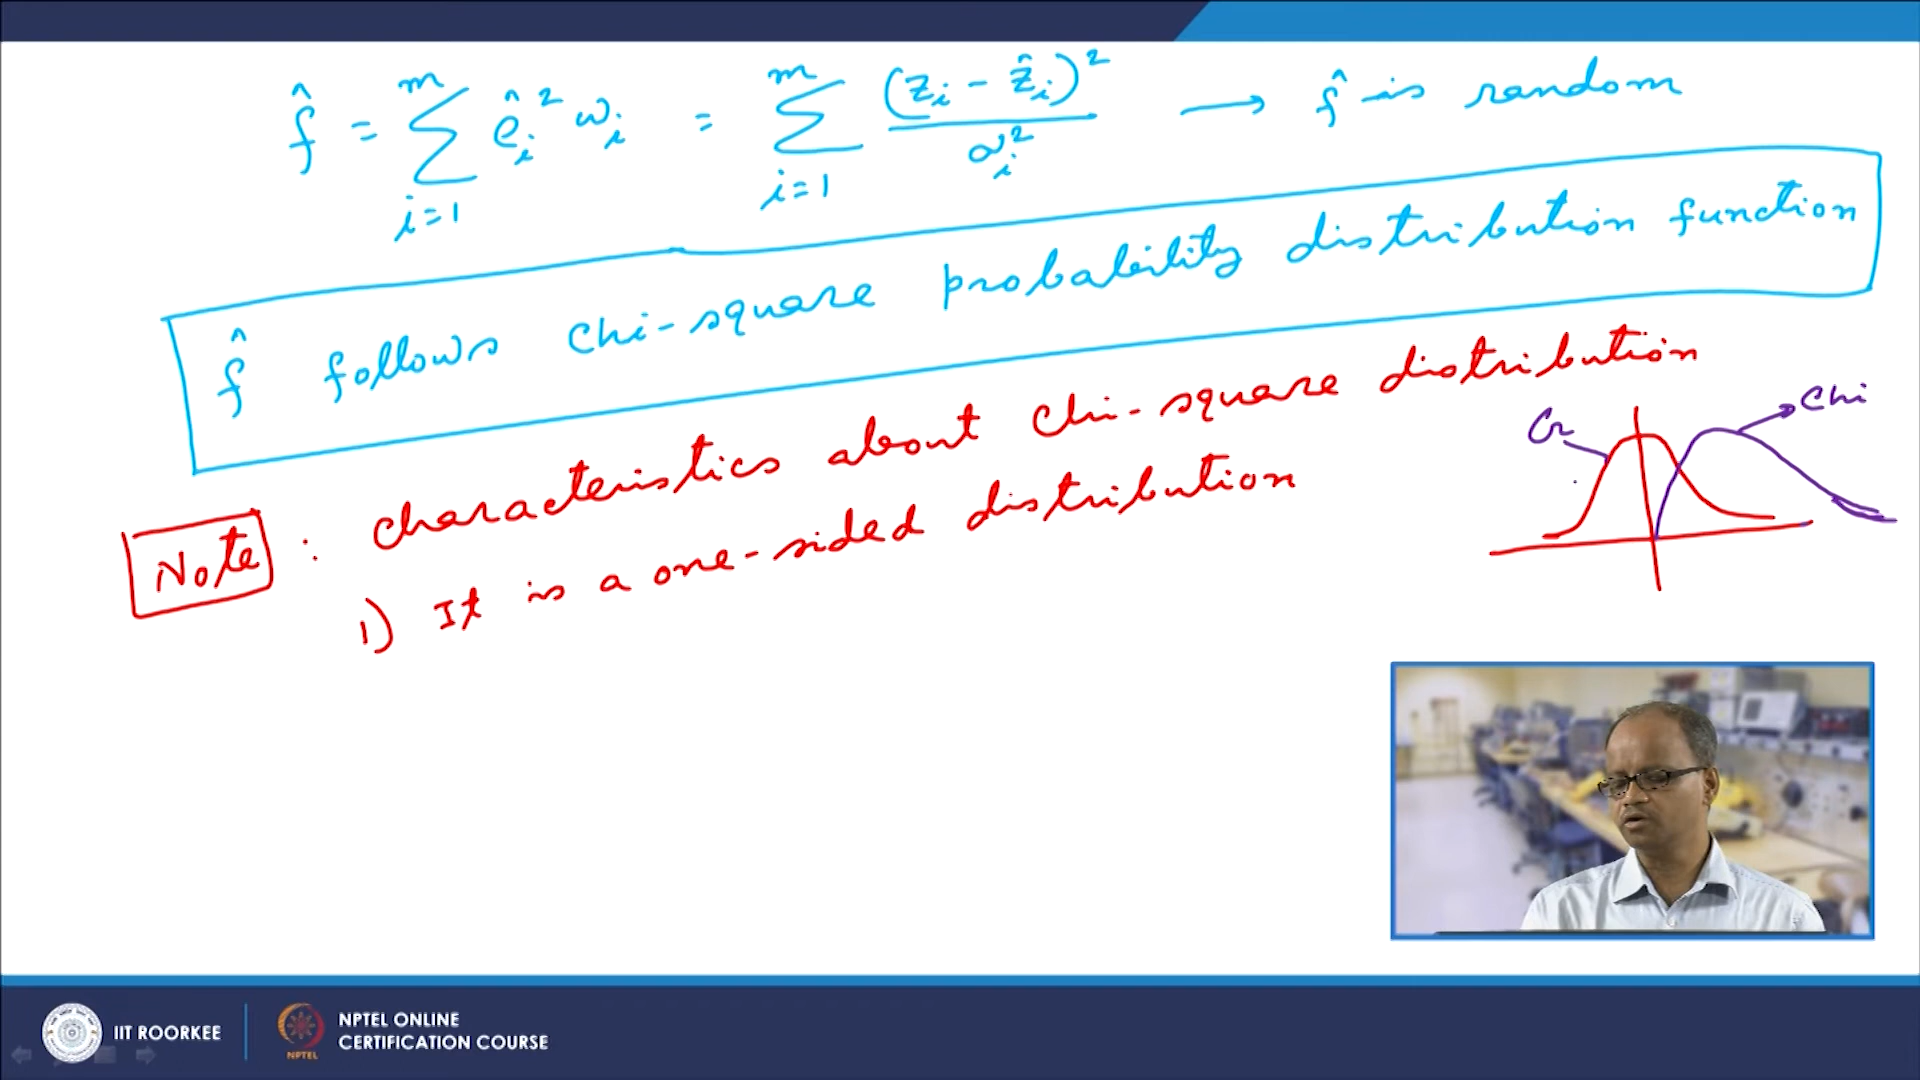 f̂ = Σ_{i=1}^{m} ê_i² w_i = Σ_{i=1}^{m} (z_i - ẑ_i)² / σ_i² → f̂ is random
f̂ follows Chi-square probability distribution function
Note : Characteristics about Chi-square distribution
G Chi
1) It is a one-sided distribution
IIT ROORKEE
NPTEL
NPTEL ONLINE
CERTIFICATION COURSE